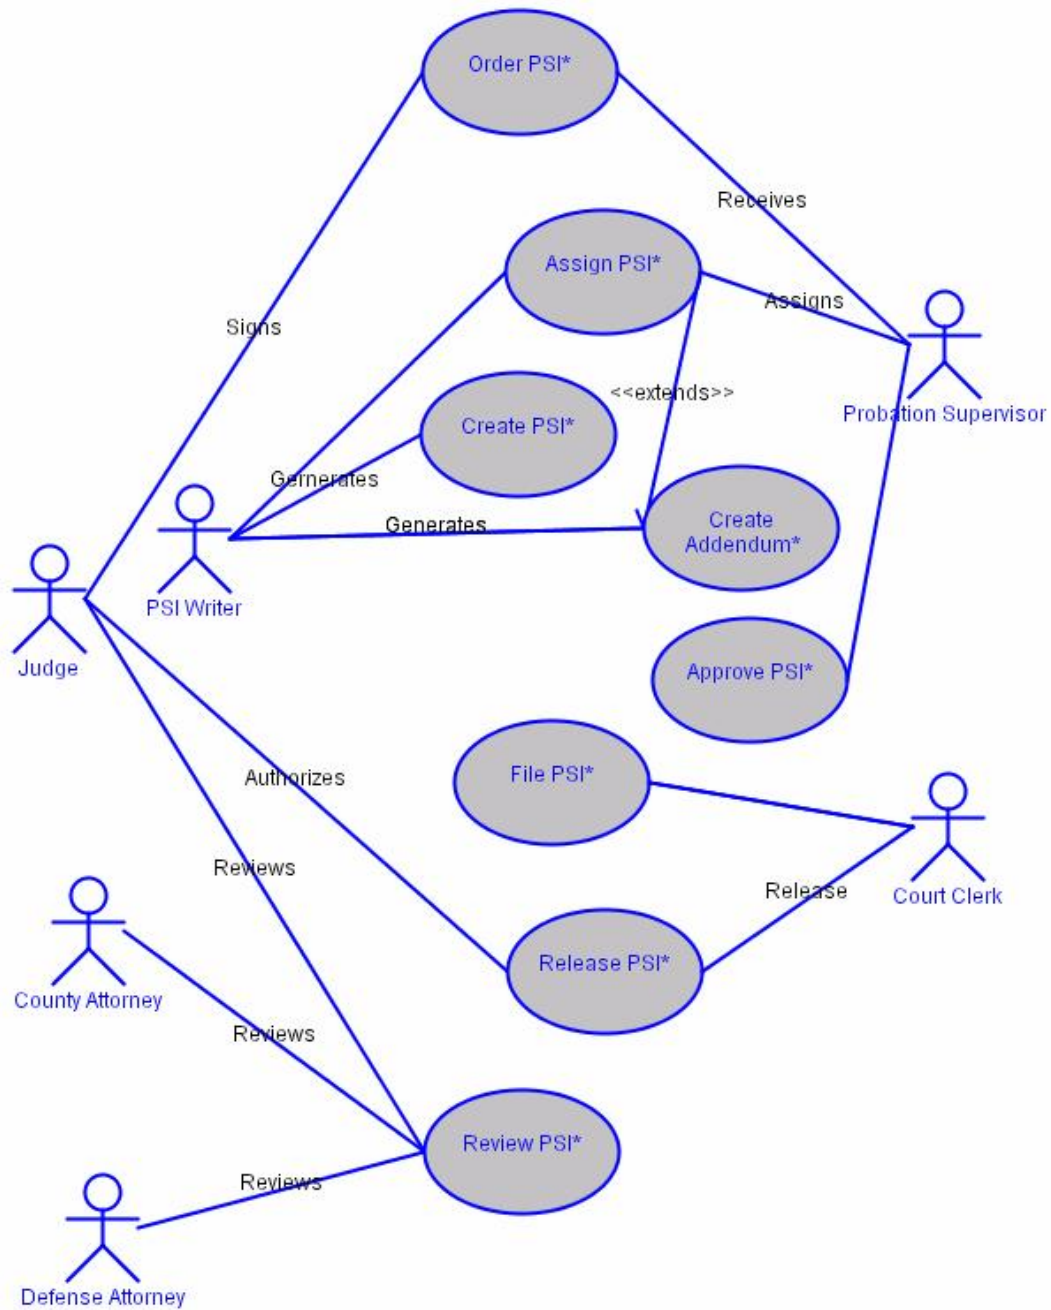 Order PSI*
Receives
Assign PSI*
Assigns
Signs
<<extends>>
Probation Supervisor
Create PSI*
Gernerates
Generates
Create
Addendum*
PSI Writer
Judge
Approve PSI*
File PSI*
Authorizes
Reviews
Release
Court Clerk
Release PSI*
County Attorney
Reviews
Review PSI*
Reviews
Defense Attorney